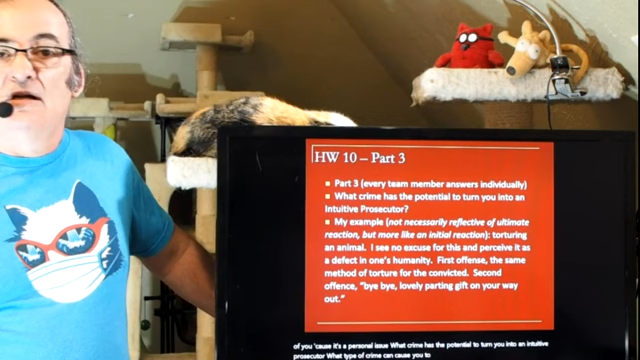 HW 10 – Part 3
Part 3 (every team member answers individually)
What crime has the potential to turn you into an
Intuitive Prosecutor?
My example (not necessarily reflective of ultimate
reaction, but more like an initial reaction): torturing
an animal. I see no excuse for this and perceive it as
a defect in one's humanity. First offense, the same
method of torture for the convicted. Second
offence, "bye bye, lovely parting gift on your way
out."
of you 'cause it's a personal issue What crime has the potential to turn you into an intuitive
prosecutor What type of crime can cause you to